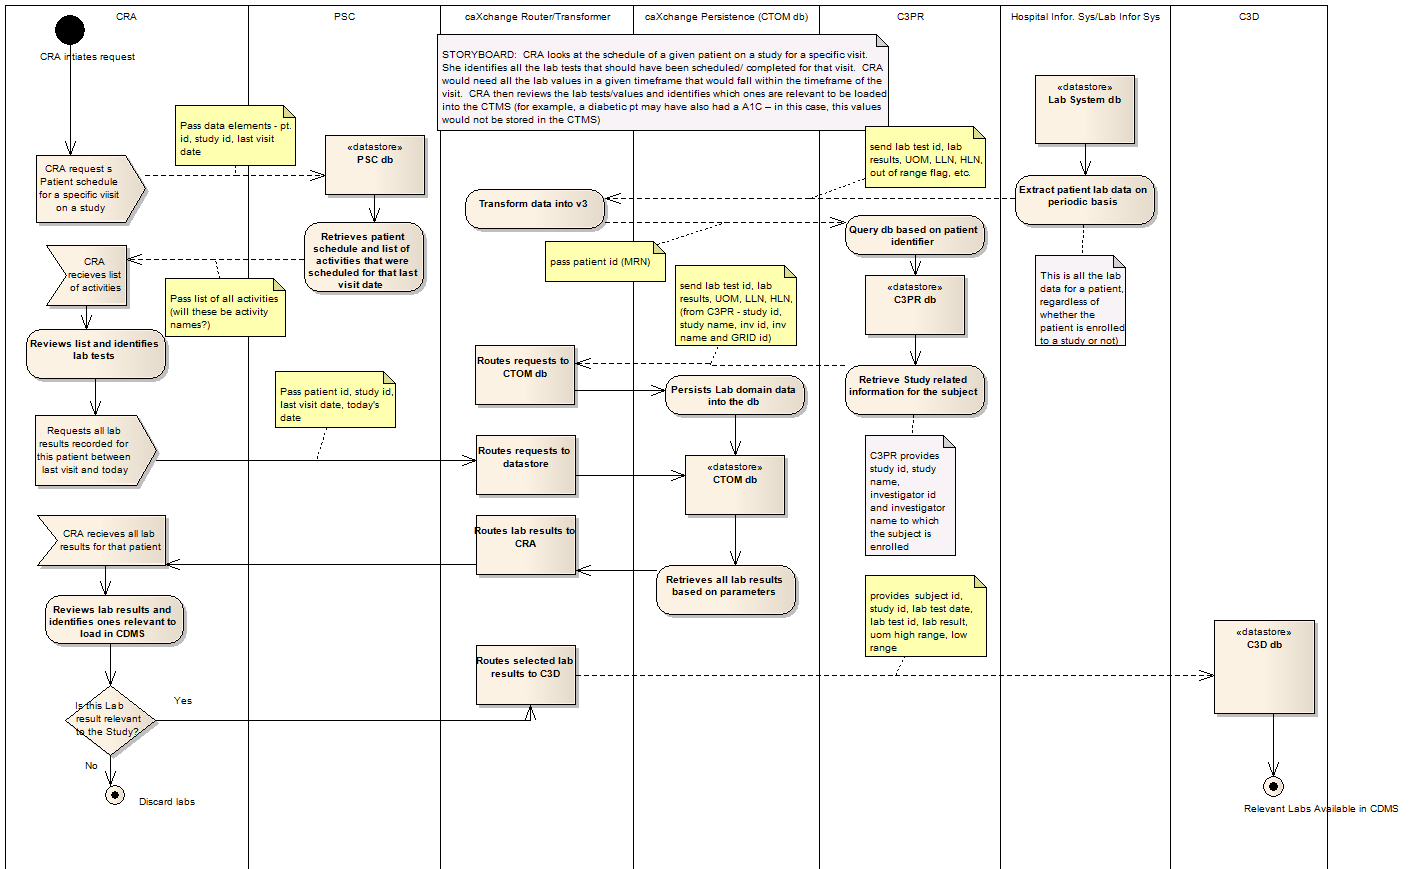 CRA
PSC
caXchange Router/Transformer
caXchange Persistence (CTOM db)
C3PR
Hospital Infor. Sys/Lab Infor Sys
C3D
CRA intiates request
STORYBOARD:  CRA looks at the schedule of a given patient on a study for a specific visit.
She identifies all the lab tests that should have been scheduled/ completed for that visit.  CRA
would need all the lab values in a given timeframe that would fall within the timeframe of the
visit.  CRA then reviews the lab tests/values and identifies which ones are relevant to be loaded
into the CTMS (for example, a diabetic pt may have also had a A1C – in this case, this values
would not be stored in the CTMS)
«datastore»
Lab System db
Pass data elements - pt.
id, study id, last visit
date
«datastore»
PSC db
send lab test id, lab
results, UOM, LLN, HLN,
out of range flag, etc.
CRA request s
Patient schedule
for a specific viisit
on a study
Transform data into v3
Extract patient lab data on
periodic basis
Retrieves patient
schedule and list of
activities that were
scheduled for that last
visit date
Query db based on patient
identifier
CRA
recieves list
of activities
pass patient id (MRN)
send lab test id, lab
results, UOM, LLN, HLN,
(from C3PR - study id,
study name, inv id, inv
name and GRID id)
«datastore»
C3PR db
This is all the lab
data for a patient,
regardless of
whether the
patient is enrolled
to a study or not)
Pass list of all activities
(will these be activity
names?)
Reviews list and identifies
lab tests
Routes requests to
CTOM db
Persists Lab domain data
into the db
Retrieve Study related
information for the subject
Pass patient id, study id,
last visit date, today's
date
Requests all lab
results recorded for
this patient between
last visit and today
Routes requests to
datastore
«datastore»
CTOM db
C3PR provides
study id, study
name,
investigator id
and investigator
name to which
the subject is
enrolled
CRA recieves all lab
results for that patient
Routes lab results to
CRA
Retrieves all lab results
based on parameters
provides  subject id,
study id, lab test date,
lab test id, lab result,
uom high range, low
range
Reviews lab results and
identifies ones relevant to
load in CDMS
Routes selected lab
results to C3D
«datastore»
C3D db
Is this Lab
result relevant
to the Study?
Yes
No
Discard labs
Relevant Labs Available in CDMS